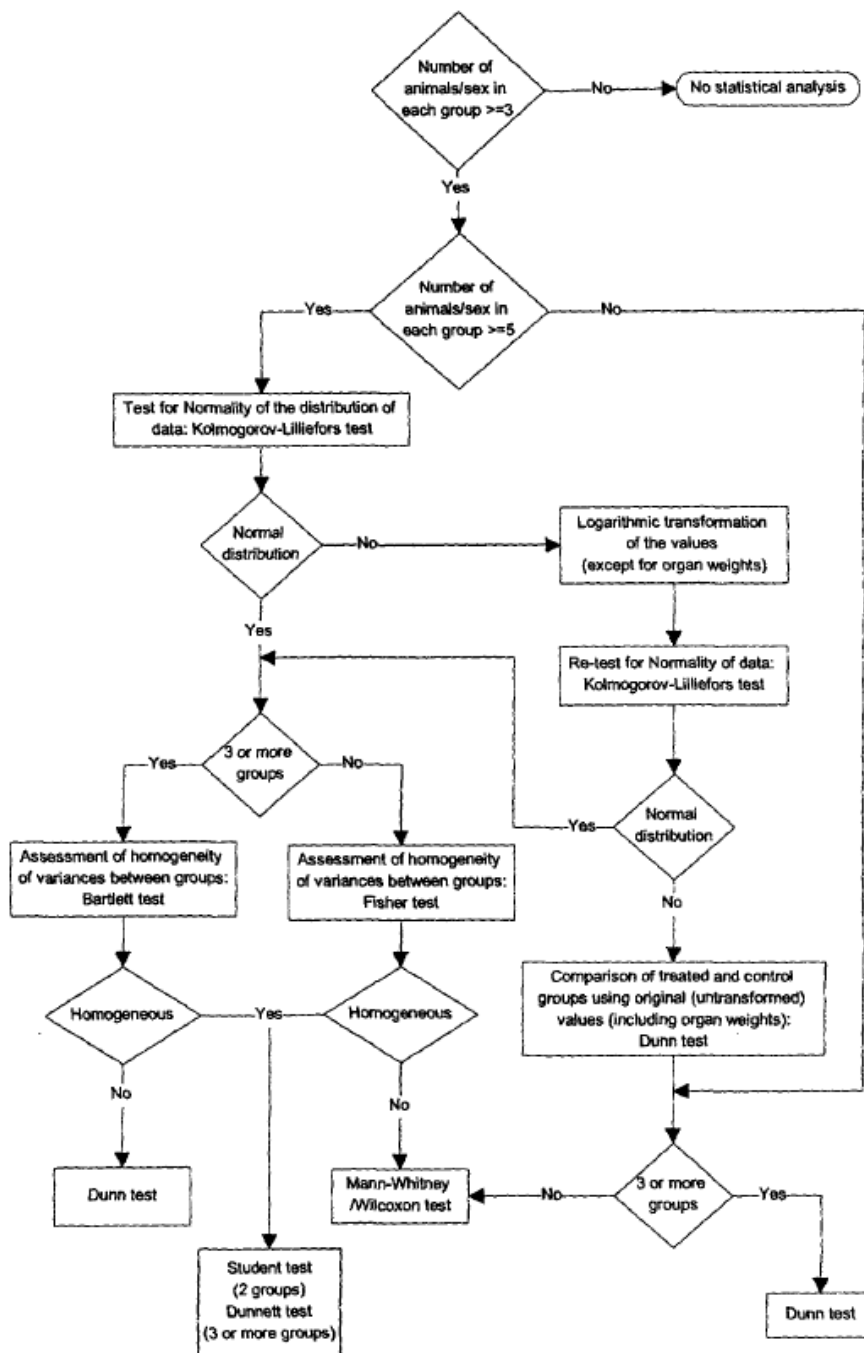 Number of
animals/sex in
each group >=3
No
No statistical analysis
Yes
Number of
animals/sex in
each group >=5
Yes
No
Test for Normality of the distribution of
data: Kolmogorov-Lilliefors test
Normal
distribution
No
Logarithmic transformation
of the values
(except for organ weights)
Yes
Re-test for Normality of data:
Kolmogorov-Lilliefors test
3 or more
groups
Yes
No
Normal
distribution
Yes
Assessment of homogeneity
of variances between groups:
Bartlett test
Assessment of homogeneity
of variances between groups:
Fisher test
No
Comparison of treated and control
groups using original (untransformed)
values (including organ weights):
Dunn test
Homogeneous
Yes
Homogeneous
No
No
Dunn test
Mann-Whitney
/Wilcoxon test
No
3 or more
groups
Yes
Student test
(2 groups)
Dunnett test
(3 or more groups)
Dunn test